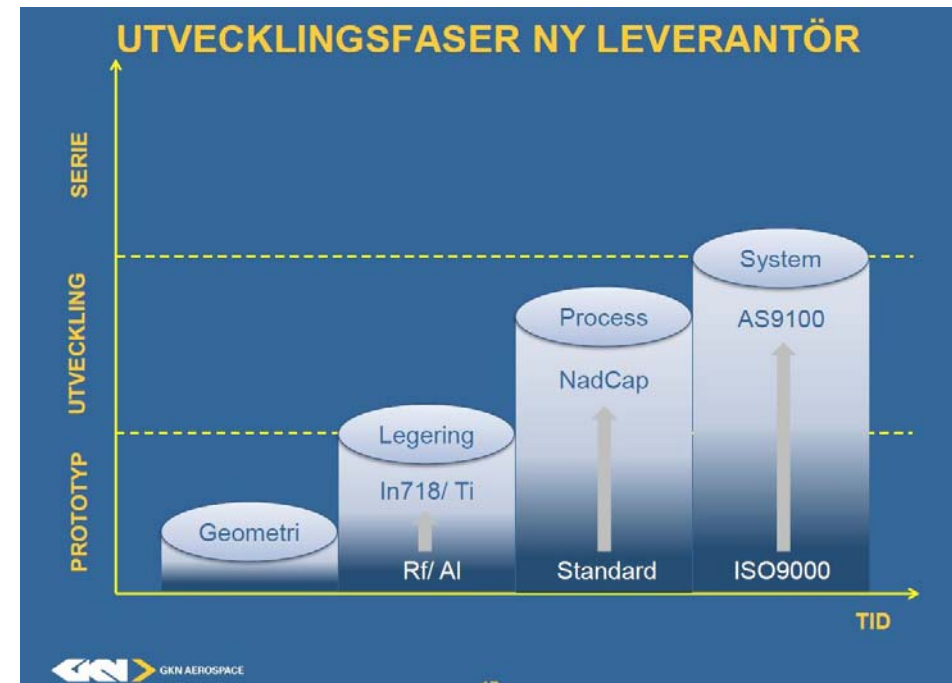 UTVECKLINGSFASER NY LEVERANTÖR
SERIE
UTVECKLING
PROTOTYP
System
AS9100
Process
NadCap
Legering
In718/ Ti
Geometri
Rf/ Al
Standard
ISO9000
TID
GKN AEROSPACE